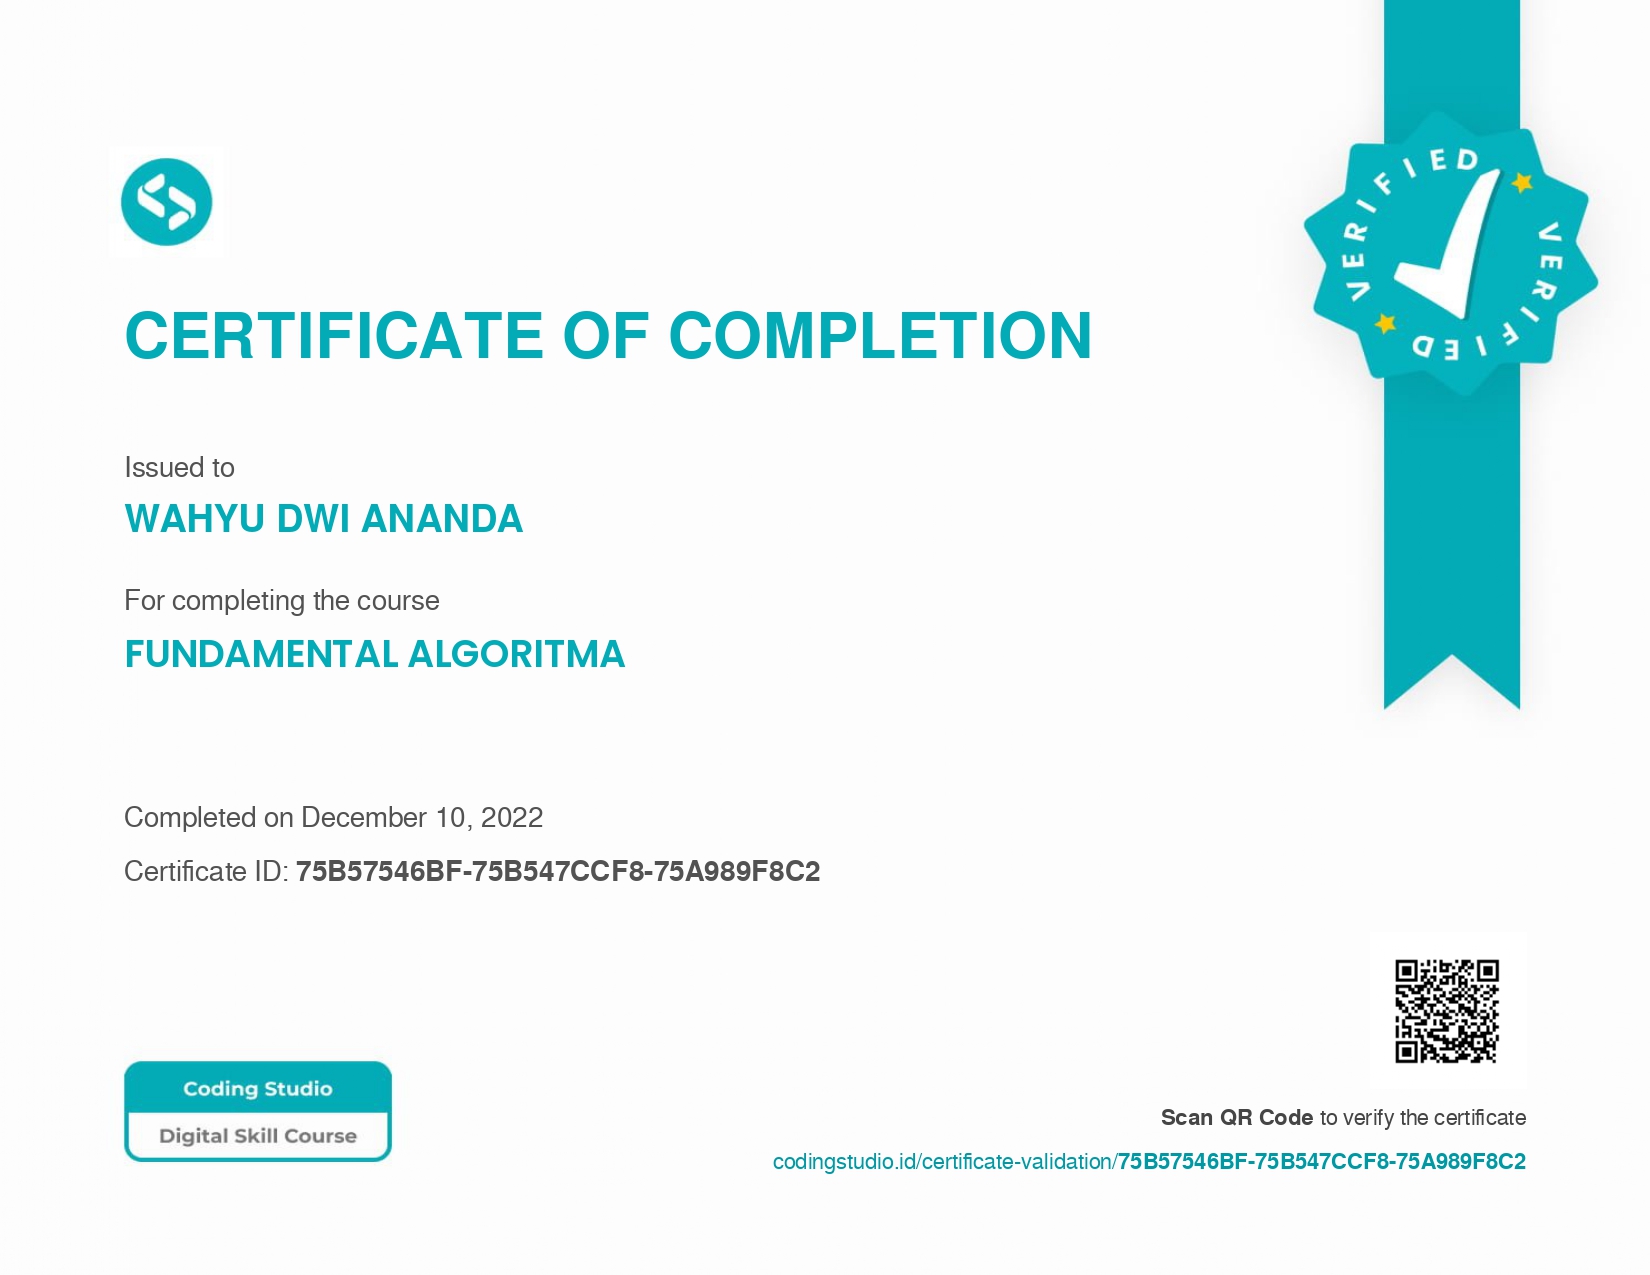 VERIFIED VERIFIED
CERTIFICATE OF COMPLETION
Issued to
WAHYU DWI ANANDA
For completing the course
FUNDAMENTAL ALGORITMA
Completed on December 10, 2022
Certificate ID: 75B57546BF-75B547CCF8-75A989F8C2
Coding Studio
Digital Skill Course
Scan QR Code to verify the certificate
codingstudio.id/certificate-validation/75B57546BF-75B547CCF8-75A989F8C2